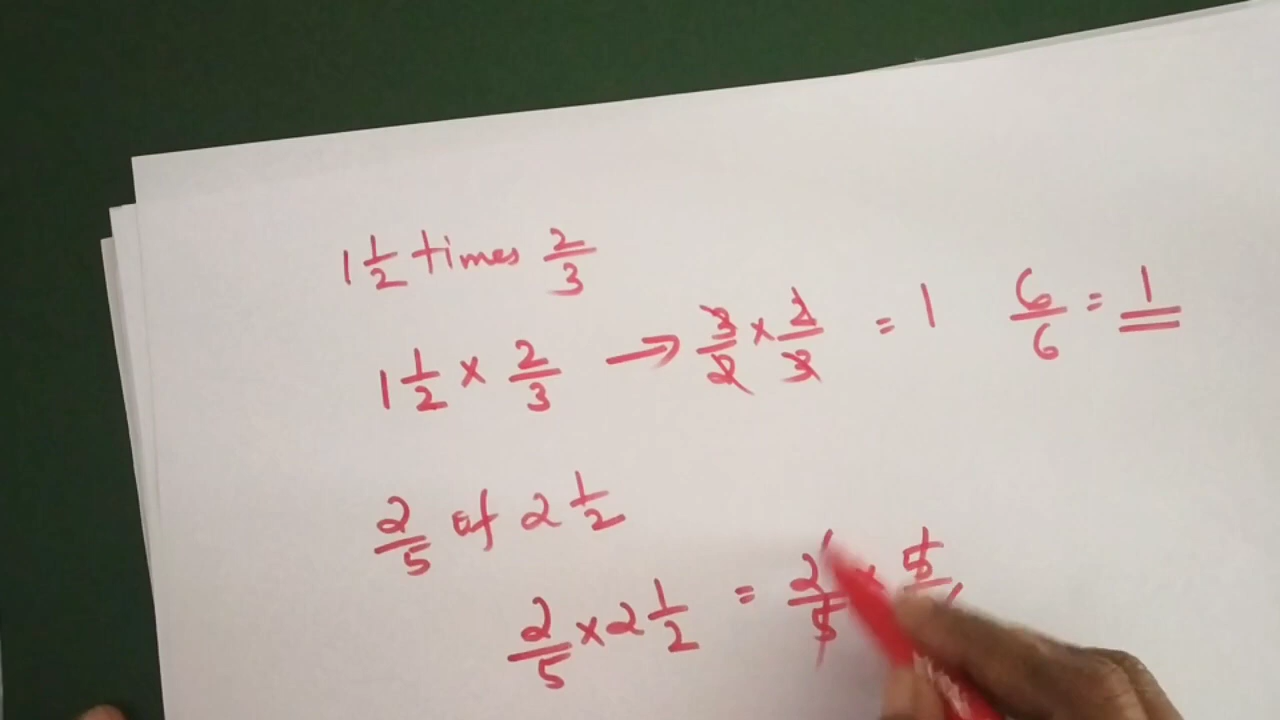 1 1/2 times 2/3
1 1/2 × 2/3 → 3/2 × 2/3 = 1 6/6 = 1
2/5 of 2 1/2
2/5 × 2 1/2 = 2/5 × 5